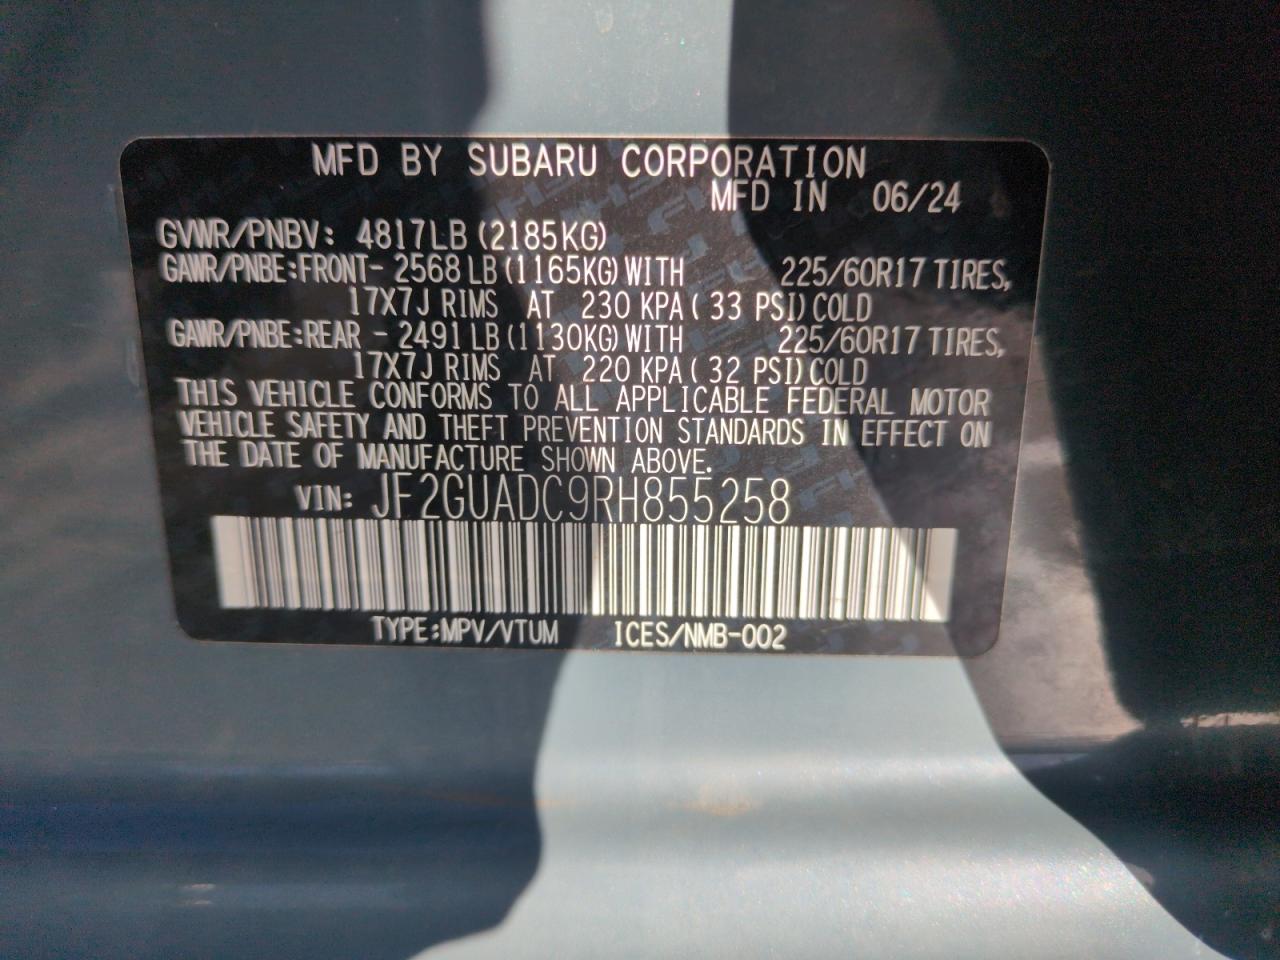 MFD BY SUBARU CORPORATION
MFD IN 06/24
GVWR/PNBV: 4817LB (2185KG)
GAWR/PNBE:FRONT- 2568 LB (1165KG) WITH 225/60R17 TIRES,
17X7J RIMS AT 230 KPA ( 33 PSI) COLD
GAWR/PNBE:REAR - 2491 LB (1130KG) WITH 225/60R17 TIRES,
17X7J RIMS AT 220 KPA ( 32 PSI) COLD
THIS VEHICLE CONFORMS TO ALL APPLICABLE FEDERAL MOTOR
VEHICLE SAFETY AND THEFT PREVENTION STANDARDS IN EFFECT ON
THE DATE OF MANUFACTURE SHOWN ABOVE.
VIN: JF2GUADC9RH855258
TYPE:MPV/VTUM ICES/NMB-002